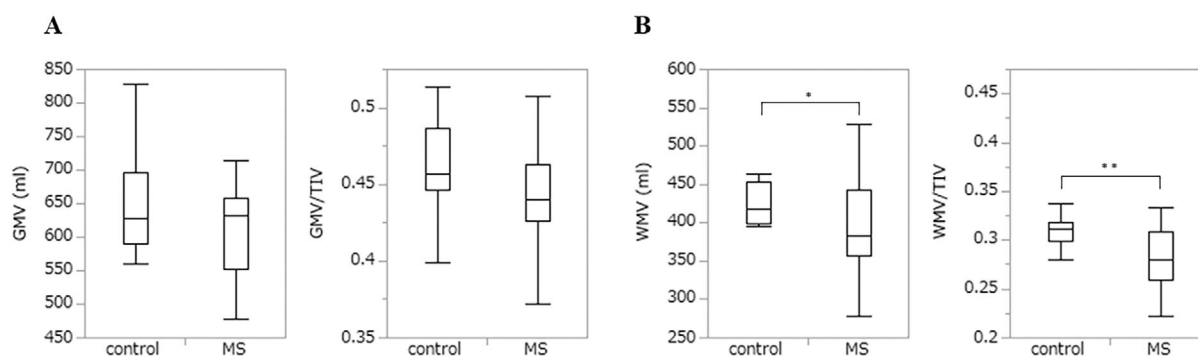 A
B
GMV (ml)
850
800
750
700
650
600
550
500
450
control MS
GMV/TIV
0.5
0.45
0.4
0.35
control MS
WMV (ml)
600
550
500
450
400
350
300
250
*
control MS
WMV/TIV
0.45
0.4
0.35
0.3
0.25
0.2
**
control MS